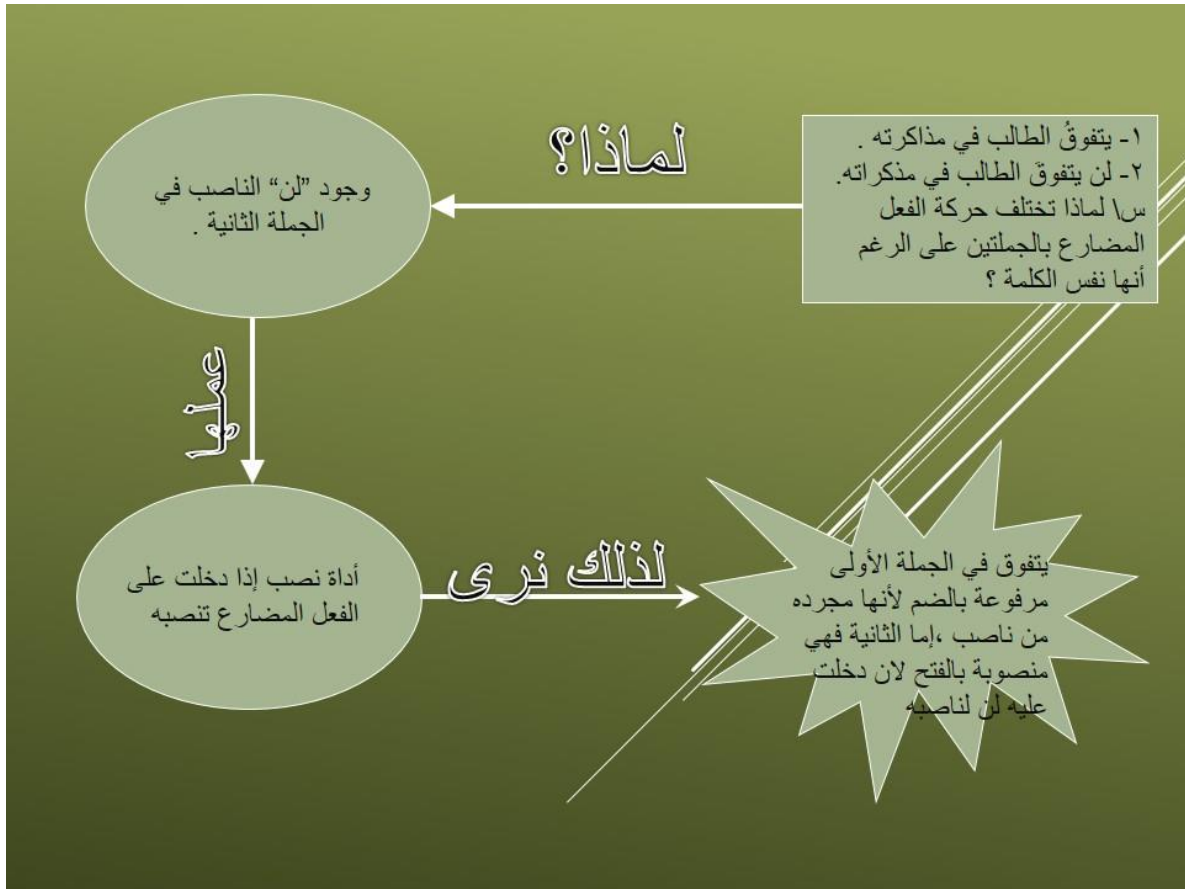 ١- يتفوقُ الطالب في مذاكرته .
٢- لن يتفوقَ الطالب في مذكراته.
س\ لماذا تختلف حركة الفعل
المضارع بالجملتين على الرغم
أنها نفس الكلمة ؟
لماذا؟
وجود "لن" الناصب في
الجملة الثانية .
عملها
أداة نصب إذا دخلت على
الفعل المضارع تنصبه
لذلك نرى
يتفوق في الجملة الأولى
مرفوعة بالضم لأنها مجرده
من ناصب ،إما الثانية فهي
منصوبة بالفتح لان دخلت
عليه لن لناصبه